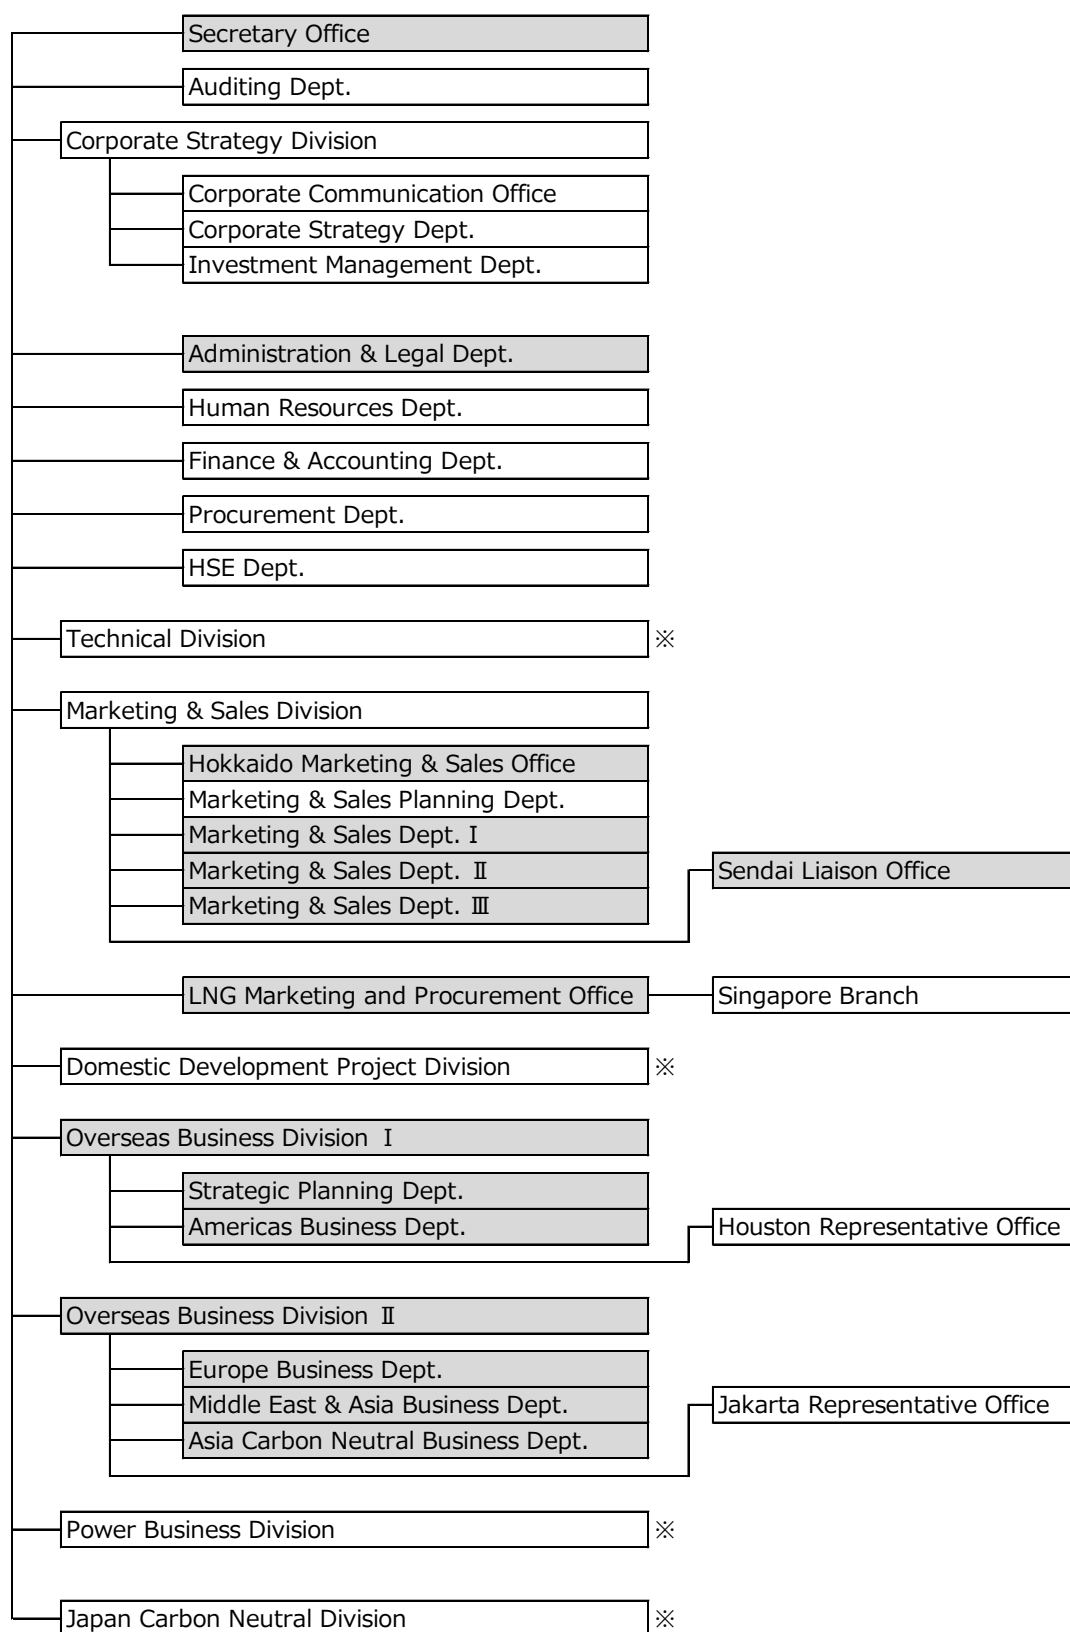 Secretary Office
Auditing Dept.
Corporate Strategy Division
Corporate Communication Office
Corporate Strategy Dept.
Investment Management Dept.
Administration & Legal Dept.
Human Resources Dept.
Finance & Accounting Dept.
Procurement Dept.
HSE Dept.
Technical Division ※
Marketing & Sales Division
Hokkaido Marketing & Sales Office
Marketing & Sales Planning Dept.
Marketing & Sales Dept. Ⅰ
Marketing & Sales Dept. Ⅱ
Sendai Liaison Office
Marketing & Sales Dept. Ⅲ
LNG Marketing and Procurement Office
Singapore Branch
Domestic Development Project Division ※
Overseas Business Division Ⅰ
Strategic Planning Dept.
Americas Business Dept.
Houston Representative Office
Overseas Business Division Ⅱ
Europe Business Dept.
Middle East & Asia Business Dept.
Jakarta Representative Office
Asia Carbon Neutral Business Dept.
Power Business Division ※
Japan Carbon Neutral Division ※